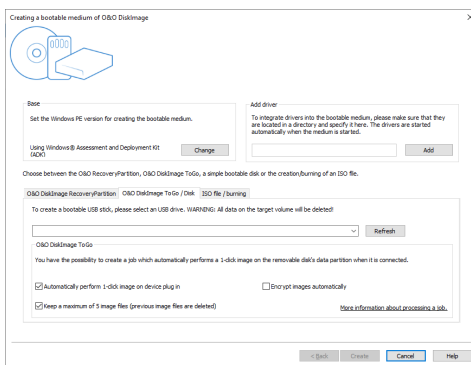 Creating a bootable medium of O&O DiskImage
Base
Set the Windows PE version for creating the bootable medium.
Using Windows® Assessment and Deployment Kit
(ADK)
Change
Add driver
To integrate drivers into the bootable medium, please make sure that they
are located in a directory and specify it here. The drivers are started
automatically when the medium is started.
Add
Choose between the O&O RecoveryPartition, O&O DiskImage ToGo, a simple bootable disk or the creation/burning of an ISO file.
O&O DiskImage RecoveryPartition
O&O DiskImage ToGo / Disk
ISO file / burning
To create a bootable USB stick, please select an USB drive. WARNING: All data on the target volume will be deleted!
Refresh
O&O DiskImage ToGo
You have the possibility to create a job which automatically performs a 1-click image on the removable disk's data partition when it is connected.
Automatically perform 1-click image on device plug in
Encrypt images automatically
Keep a maximum of 5 image files (previous image files are deleted)
More information about processing a job.
< Back
Create
Cancel
Help